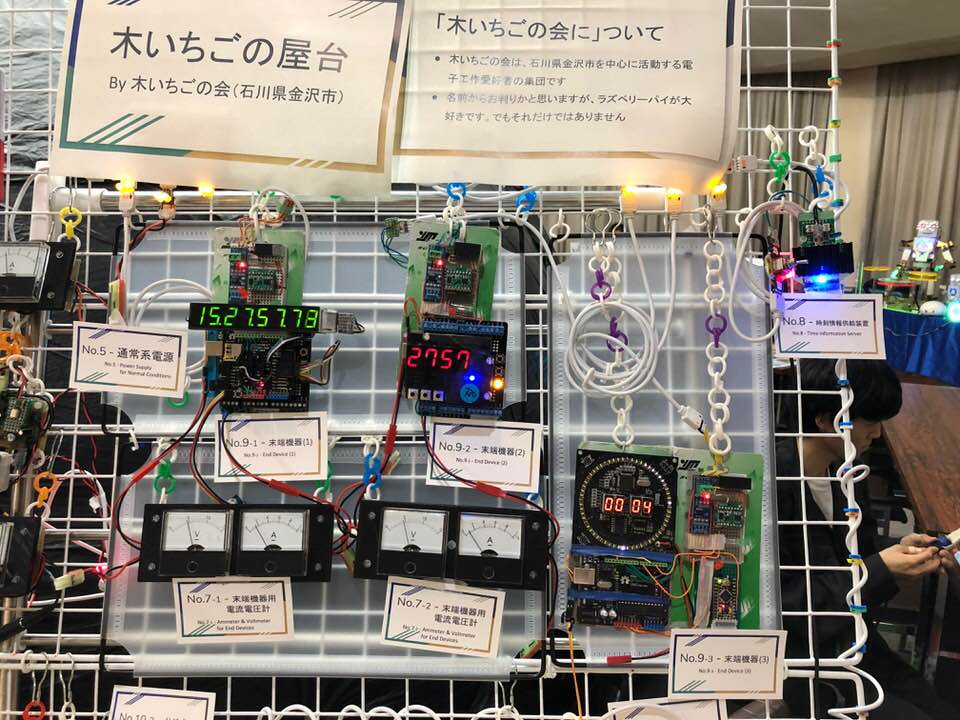 木いちごの屋台
By 木いちごの会（石川県金沢市）
「木いちごの会に」ついて
● 木いちごの会は、石川県金沢市を中心に活動する電
子工作愛好者の集団です
● 名前からお判りかと思いますが、ラズベリーパイが大
好きです。でもそれだけではありません
No.5 - 通常系電源
No.5 - Power Supply
for Normal Conditions
15.27.57.78
2757
No.8 - 時刻情報供給装置
No.8 - Time Information Server
No.9-1 - 末端機器(1)
No.9-1 - End Device (1)
No.9-2 - 末端機器(2)
No.9-2 - End Device (2)
00 04
V
A
V
A
No.7-1 - 末端機器用
電流電圧計
No.7-1 - Ammeter & Voltmeter
for End Devices
No.7-2 - 末端機器用
電流電圧計
No.7-2 - Ammeter & Voltmeter
for End Devices
No.9-3 - 末端機器(3)
No.9-3 - End Device (3)